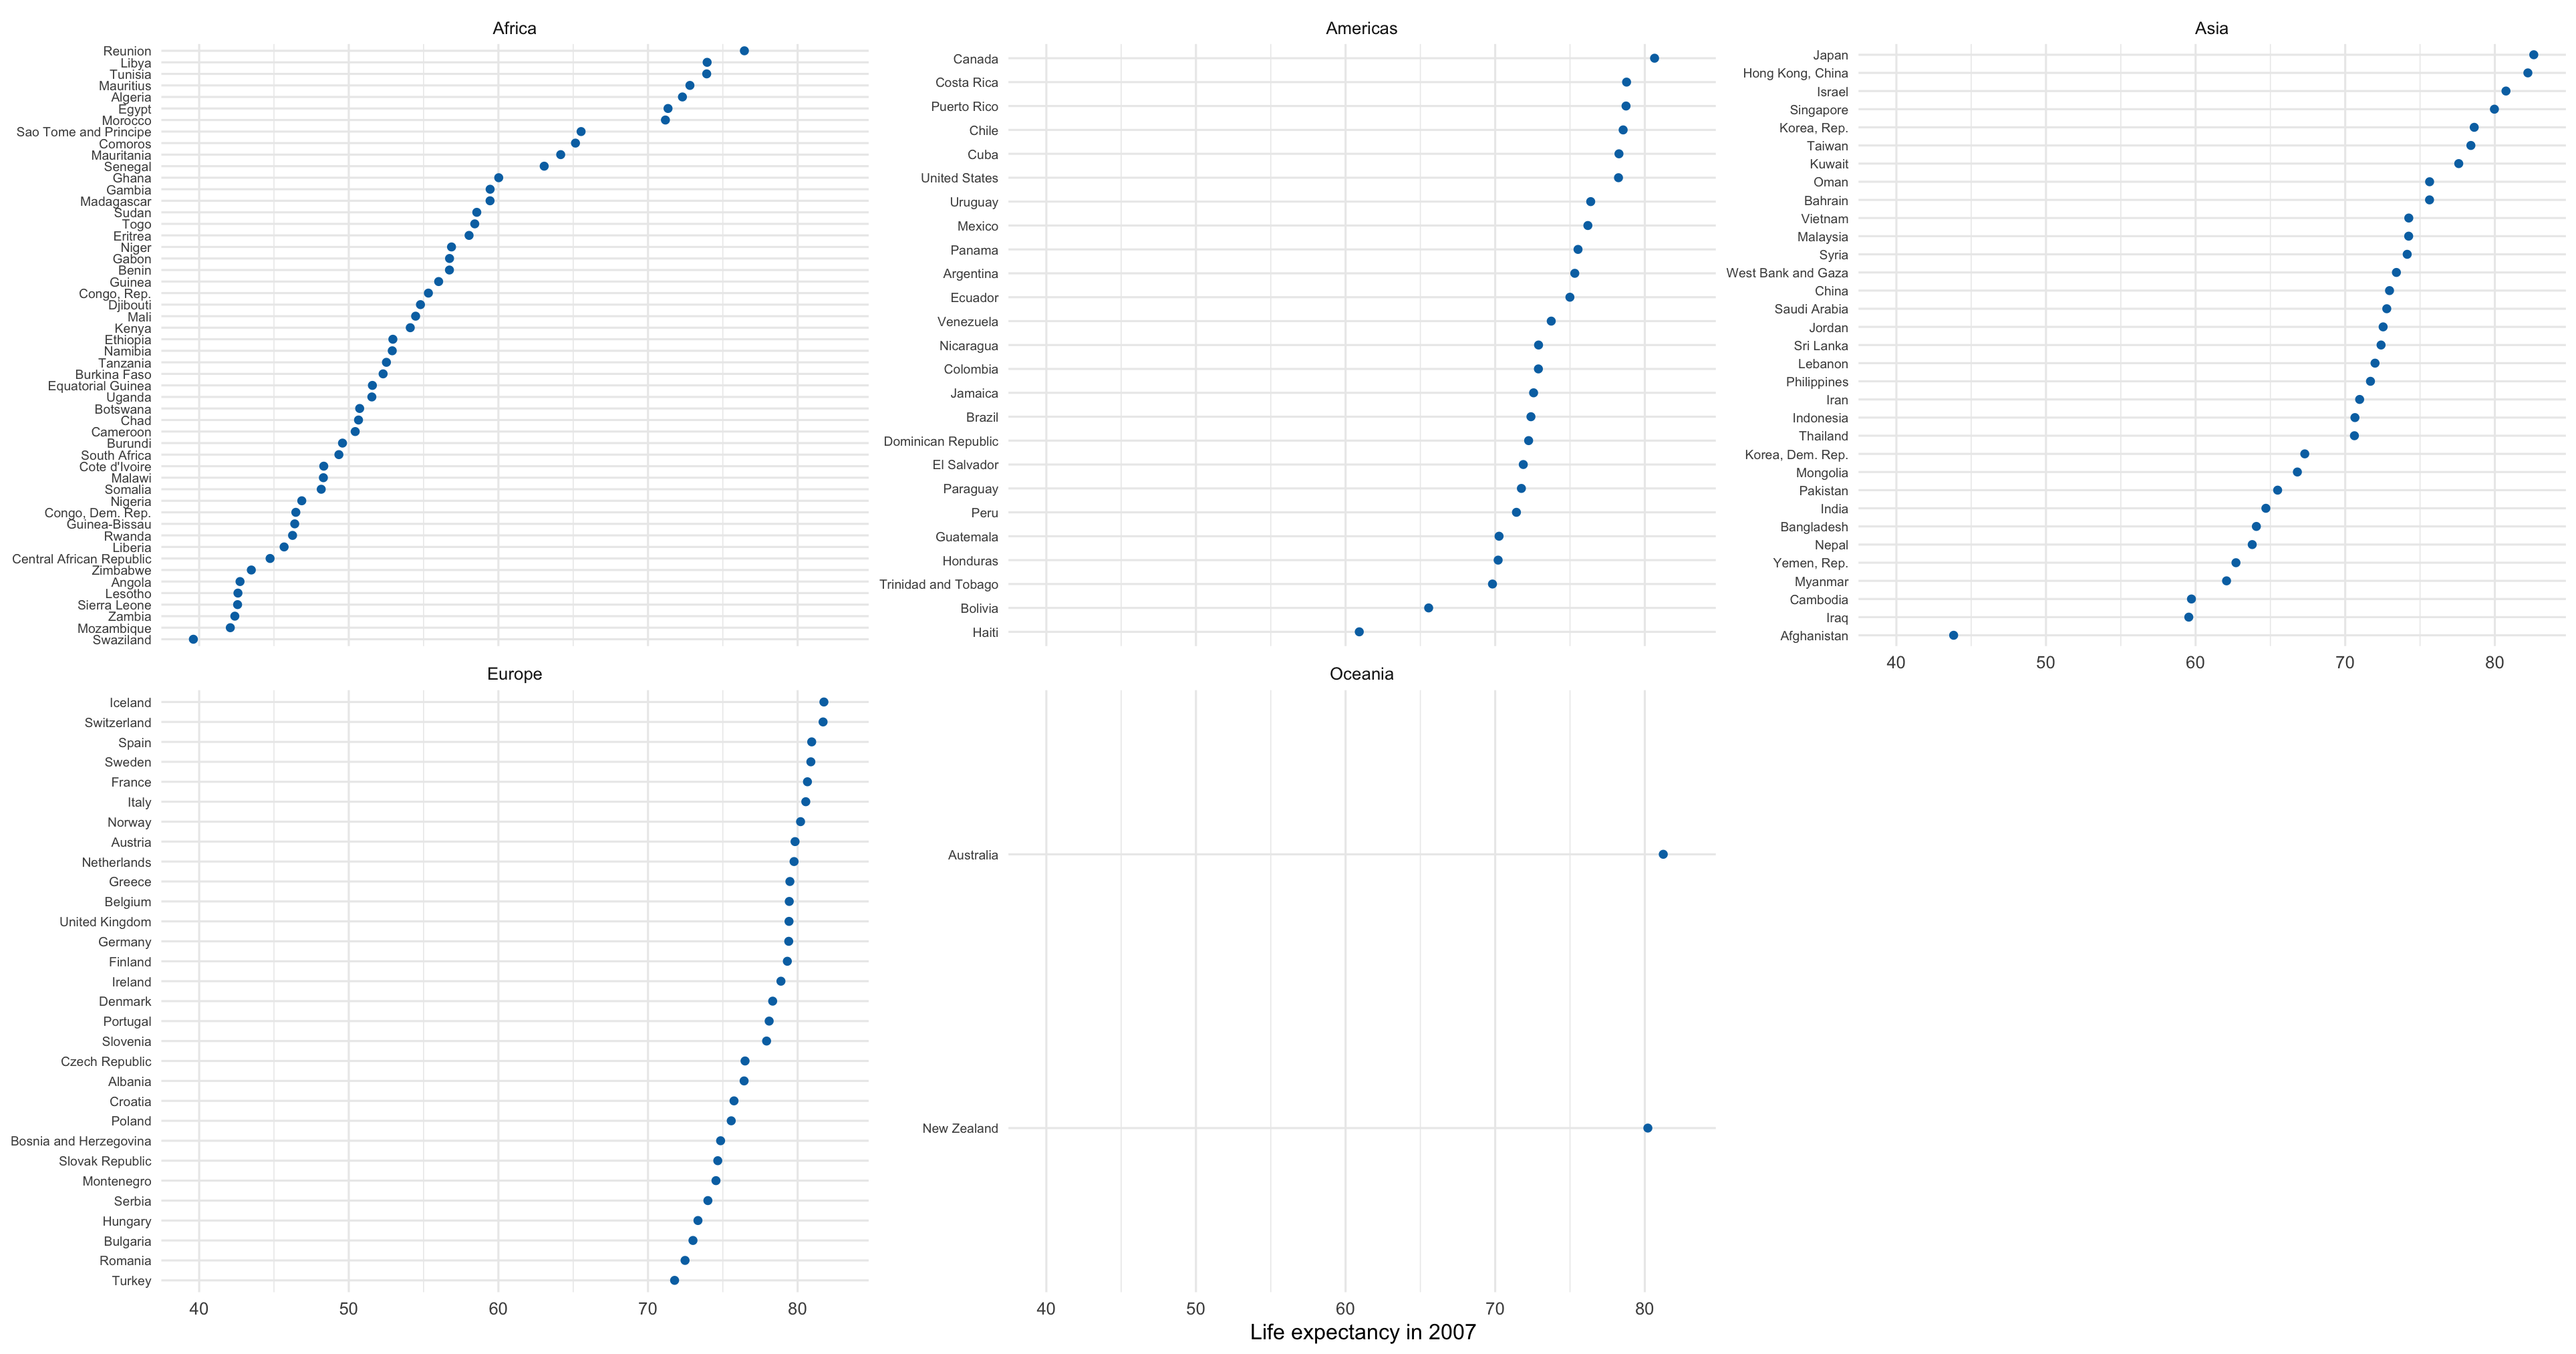 Africa
Reunion
Libya
Tunisia
Mauritius
Algeria
Egypt
Morocco
Sao Tome and Principe
Comoros
Mauritania
Senegal
Ghana
Gambia
Madagascar
Sudan
Togo
Eritrea
Niger
Gabon
Benin
Guinea
Congo, Rep.
Djibouti
Mali
Kenya
Ethiopia
Namibia
Tanzania
Burkina Faso
Equatorial Guinea
Uganda
Botswana
Chad
Cameroon
Burundi
South Africa
Cote d'Ivoire
Malawi
Somalia
Nigeria
Congo, Dem. Rep.
Guinea-Bissau
Rwanda
Liberia
Central African Republic
Zimbabwe
Angola
Lesotho
Sierra Leone
Zambia
Mozambique
Swaziland
Americas
Canada
Costa Rica
Puerto Rico
Chile
Cuba
United States
Uruguay
Mexico
Panama
Argentina
Ecuador
Venezuela
Nicaragua
Colombia
Jamaica
Brazil
Dominican Republic
El Salvador
Paraguay
Peru
Guatemala
Honduras
Trinidad and Tobago
Bolivia
Haiti
Asia
Japan
Hong Kong, China
Israel
Singapore
Korea, Rep.
Taiwan
Kuwait
Oman
Bahrain
Vietnam
Malaysia
Syria
West Bank and Gaza
China
Saudi Arabia
Jordan
Sri Lanka
Lebanon
Philippines
Iran
Indonesia
Thailand
Korea, Dem. Rep.
Mongolia
Pakistan
India
Bangladesh
Nepal
Yemen, Rep.
Myanmar
Cambodia
Iraq
Afghanistan
40 50 60 70 80
Europe
Iceland
Switzerland
Spain
Sweden
France
Italy
Norway
Austria
Netherlands
Greece
Belgium
United Kingdom
Germany
Finland
Ireland
Denmark
Portugal
Slovenia
Czech Republic
Albania
Croatia
Poland
Bosnia and Herzegovina
Slovak Republic
Montenegro
Serbia
Hungary
Bulgaria
Romania
Turkey
40 50 60 70 80
Oceania
Australia
New Zealand
40 50 60 70 80
Life expectancy in 2007